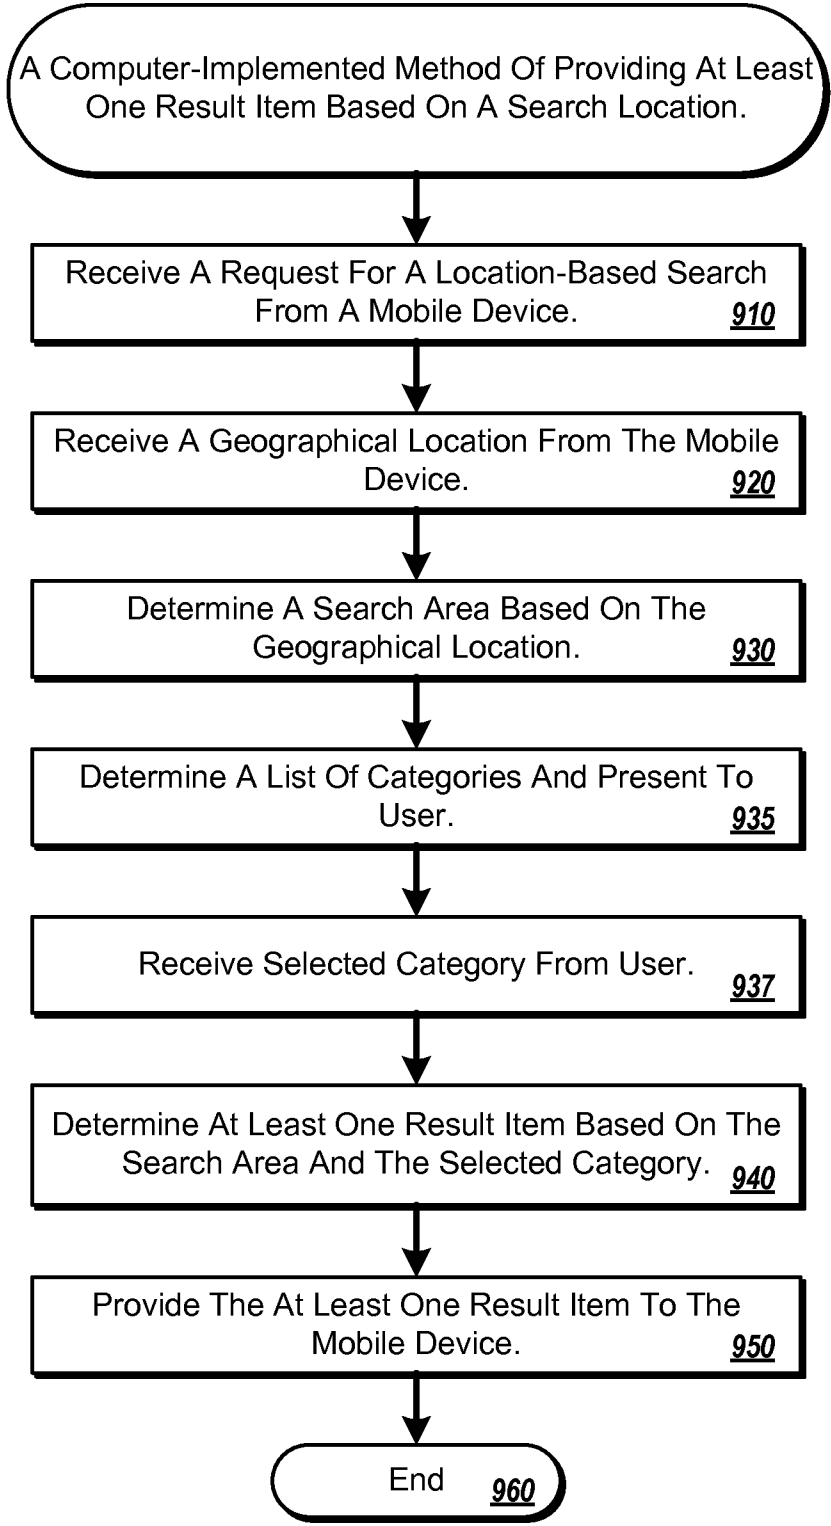 A Computer-Implemented Method Of Providing At Least
One Result Item Based On A Search Location.
Receive A Request For A Location-Based Search
From A Mobile Device.
910
Receive A Geographical Location From The Mobile
Device.
920
Determine A Search Area Based On The
Geographical Location.
930
Determine A List Of Categories And Present To
User.
935
Receive Selected Category From User.
937
Determine At Least One Result Item Based On The
Search Area And The Selected Category.
940
Provide The At Least One Result Item To The
Mobile Device.
950
End
960